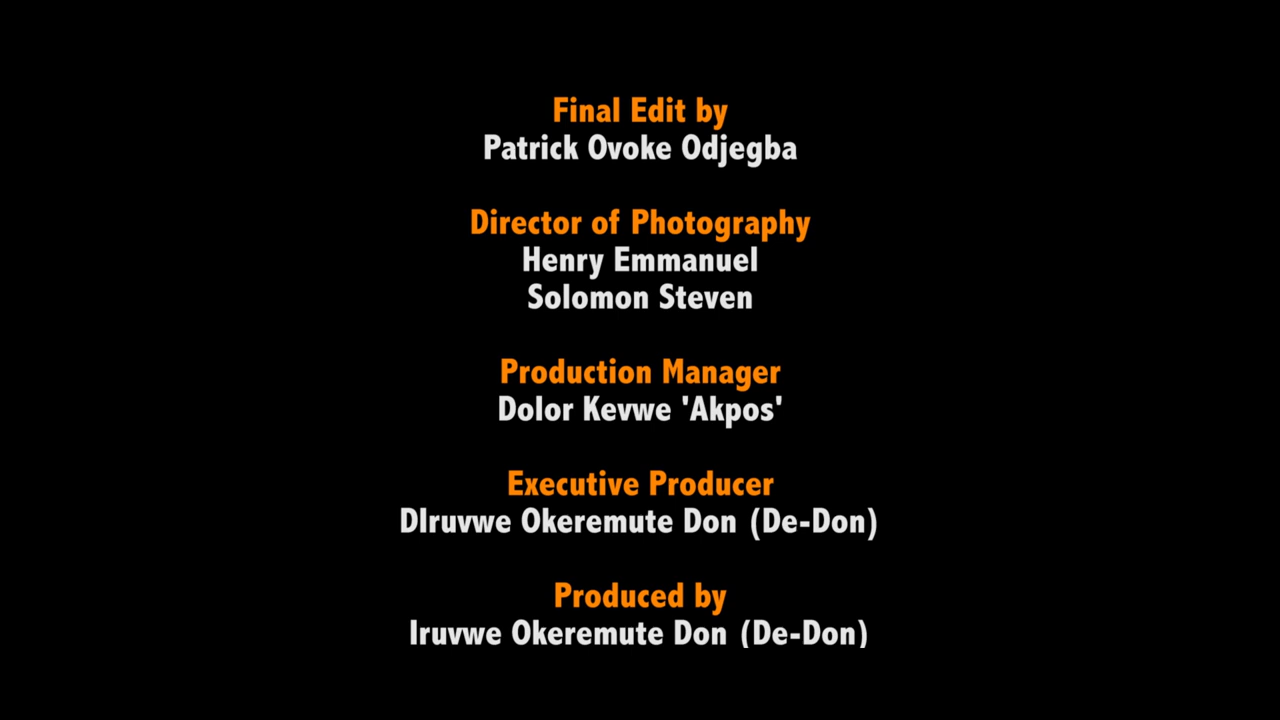 Final Edit by
Patrick Ovoke Odjegba
Director of Photography
Henry Emmanuel
Solomon Steven
Production Manager
Dolor Kevwe 'Akpos'
Executive Producer
DIruvwe Okeremute Don (De-Don)
Produced by
Iruvwe Okeremute Don (De-Don)